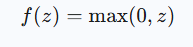 f(z) = max(0, z)